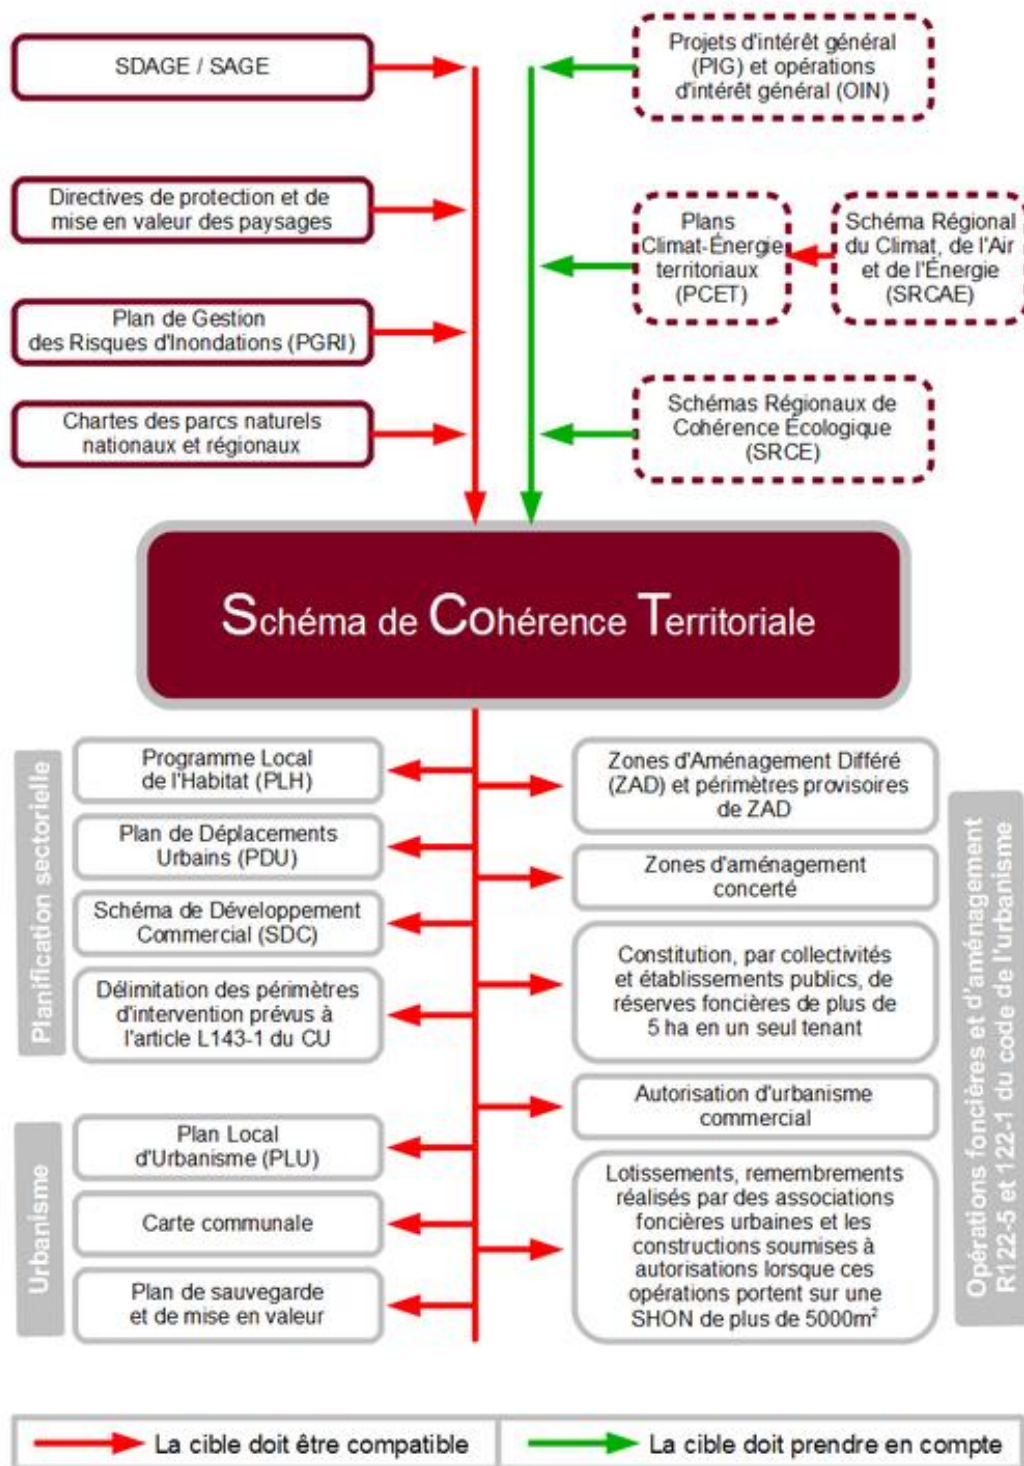 SDAGE / SAGE
Projets d'intérêt général
(PIG) et opérations
d'intérêt général (OIN)
Directives de protection et de
mise en valeur des paysages
Plans
Climat-Énergie
territoriaux
(PCET)
Schéma Régional
du Climat, de l'Air
et de l'Énergie
(SRCAE)
Plan de Gestion
des Risques d'Inondations (PGRI)
Chartes des parcs naturels
nationaux et régionaux
Schémas Régionaux de
Cohérence Écologique
(SRCE)
Schéma de COhérence Territoriale
Planification sectorielle
Programme Local
de l'Habitat (PLH)
Plan de Déplacements
Urbains (PDU)
Schéma de Développement
Commercial (SDC)
Délimitation des périmètres
d'intervention prévus à
l'article L143-1 du CU
Urbanisme
Plan Local
d'Urbanisme (PLU)
Carte communale
Plan de sauvegarde
et de mise en valeur
Zones d'Aménagement Différé
(ZAD) et périmètres provisoires
de ZAD
Zones d'aménagement
concerté
Constitution, par collectivités
et établissements publics, de
réserves foncières de plus de
5 ha en un seul tenant
Autorisation d'urbanisme
commercial
Lotissements, remembrements
réalisés par des associations
foncières urbaines et les
constructions soumises à
autorisations lorsque ces
opérations portent sur une
SHON de plus de 5000m²
Opérations foncières et d'aménagement
R122-5 et 122-1 du code de l'urbanisme
La cible doit être compatible
La cible doit prendre en compte